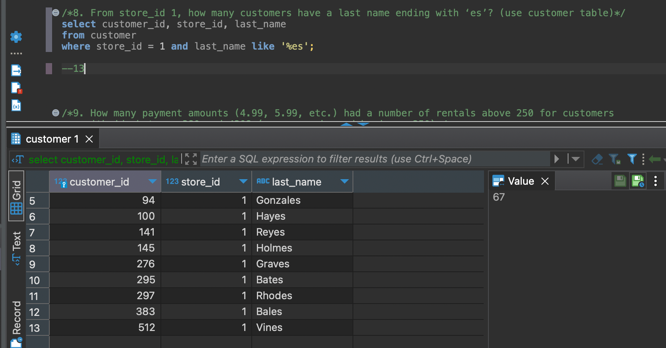 /*8. From store_id 1, how many customers have a last name ending with ‘es’? (use customer table)*/
select customer_id, store_id, last_name
from customer
where store_id = 1 and last_name like '%es';
--13
/*9. How many payment amounts (4.99, 5.99, etc.) had a number of rentals above 250 for customers
customer 1
select customer_id, store_id, la
Enter a SQL expression to filter results (use Ctrl+Space)
Grid
Text
Record
123 customer_id 123 store_id ABC last_name
5 94 1 Gonzales
6 100 1 Hayes
7 141 1 Reyes
8 145 1 Holmes
9 276 1 Graves
10 295 1 Bates
11 297 1 Rhodes
12 383 1 Bales
13 512 1 Vines
Value
67